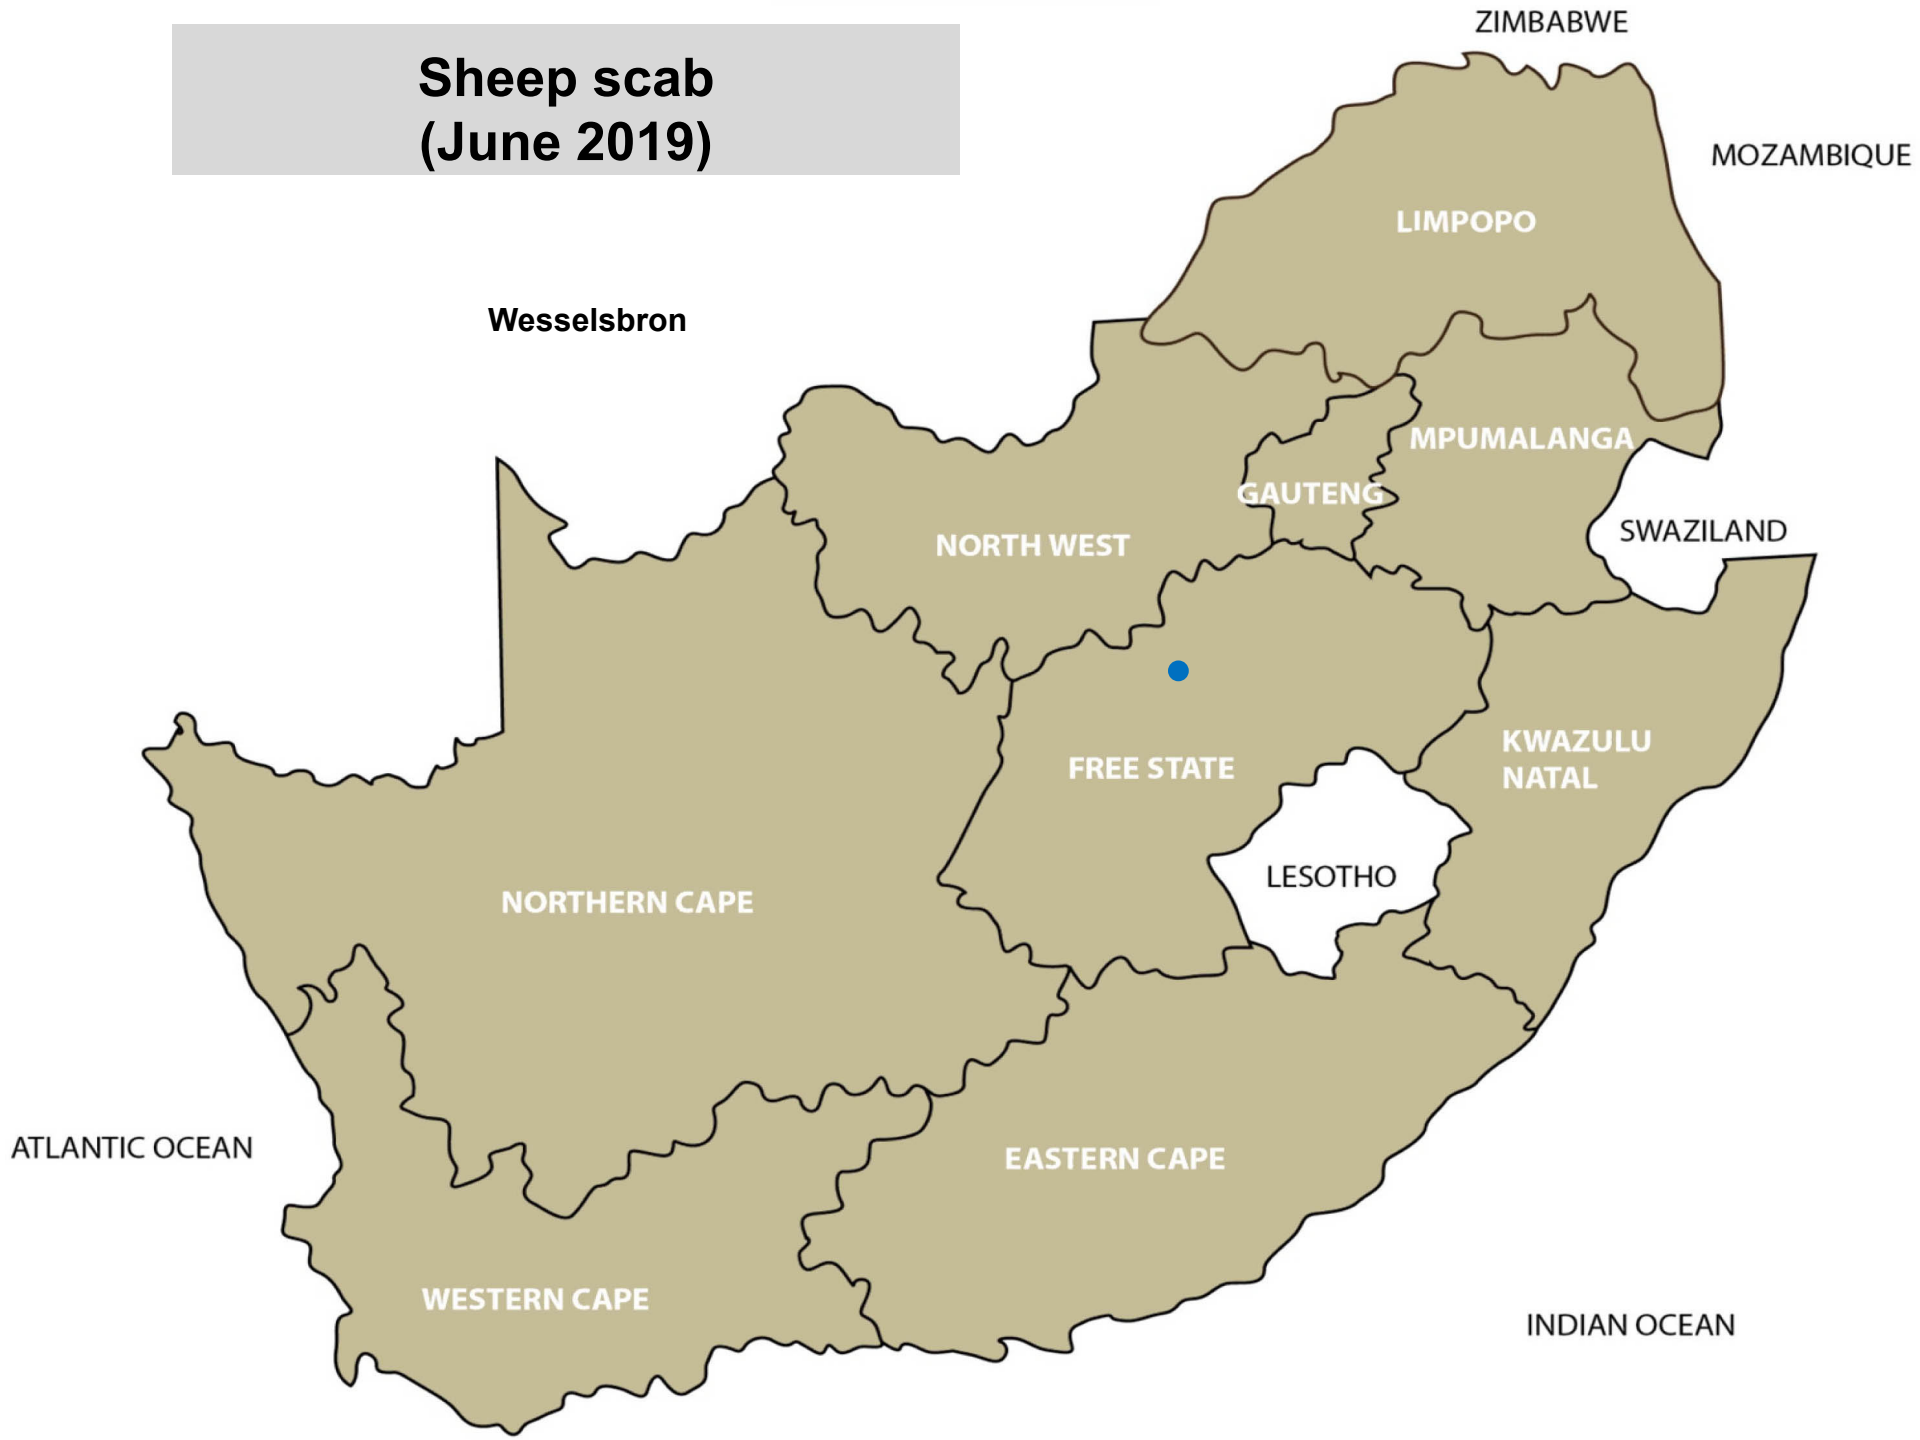 ZIMBABWE
Sheep scab
(June 2019)
MOZAMBIQUE
LIMPOPO
Wesselsbron
MPUMALANGA
GAUTENG
SWAZILAND
NORTH WEST
KWAZULU
NATAL
FREE STATE
LESOTHO
NORTHERN CAPE
ATLANTIC OCEAN
EASTERN CAPE
WESTERN CAPE
INDIAN OCEAN